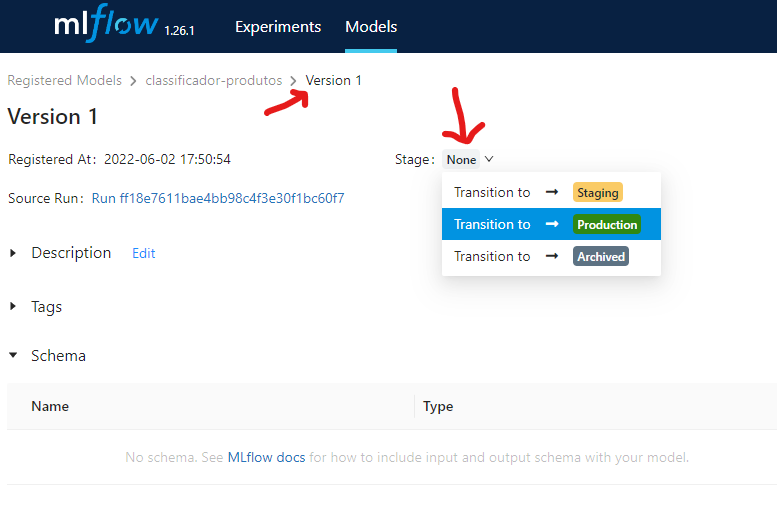 mlflow 1.26.1 Experiments Models
Registered Models > classificador-produtos > Version 1
Version 1
Registered At: 2022-06-02 17:50:54 Stage: None
Transition to → Staging
Source Run: Run ff18e7611bae4bb98c4f3e30f1bc60f7
Transition to → Production
Transition to → Archived
Description Edit
Tags
Schema
Name Type
No schema. See MLflow docs for how to include input and output schema with your model.